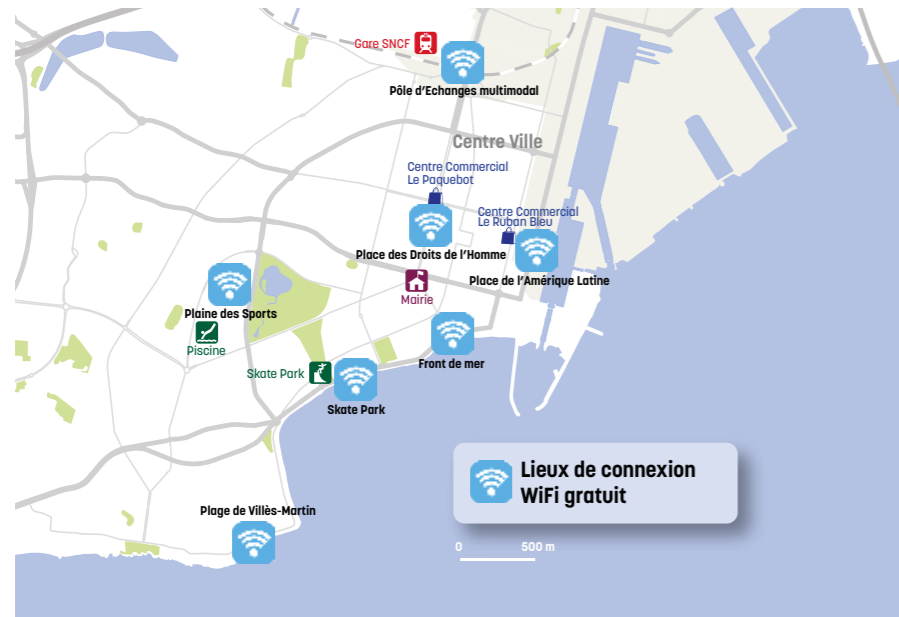 Gare SNCF
Pôle d'Echanges multimodal
Centre Ville
Centre Commercial
Le Paquebot
Centre Commercial
Le Ruban Bleu
Place des Droits de l'Homme
Place de l'Amérique Latine
Mairie
Plaine des Sports
Piscine
Front de mer
Skate Park
Skate Park
Lieux de connexion
WiFi gratuit
Plage de Villès-Martin
0 500 m